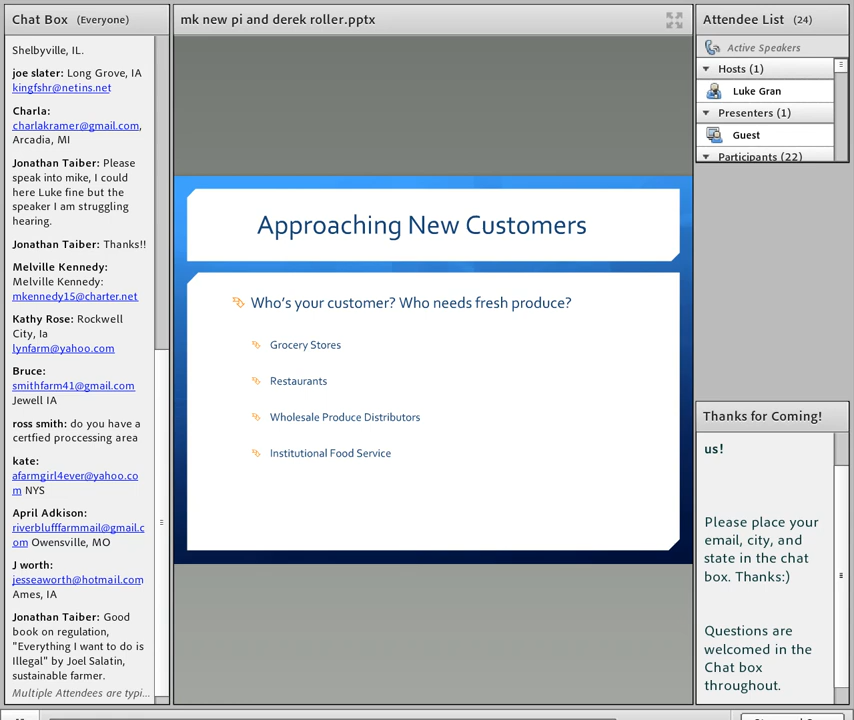 Chat Box (Everyone)
Shelbyville, IL.
joe slater: Long Grove, IA
kingfshr@netins.net
Charla:
charlakramer@gmail.com,
Arcadia, MI
Jonathan Taiber: Please
speak into mike, I could
here Luke fine but the
speaker I am struggling
hearing.
Jonathan Taiber: Thanks!!
Melville Kennedy:
Melville Kennedy:
mkennedy15@charter.net
Kathy Rose: Rockwell
City, Ia
lynfarm@yahoo.com
Bruce:
smithfarm41@gmail.com
Jewell IA
ross smith: do you have a
certfied proccessing area
kate:
afarmgirl4ever@yahoo.co
m NYS
April Adkison:
riverblufffarmmail@gmail.c
om Owensville, MO
J worth:
jesseaworth@hotmail.com
Ames, IA
Jonathan Taiber: Good
book on regulation,
"Everything I want to do is
Illegal" by Joel Salatin,
sustainable farmer.
Multiple Attendees are typi...
mk new pi and derek roller.pptx
Approaching New Customers
Who's your customer? Who needs fresh produce?
Grocery Stores
Restaurants
Wholesale Produce Distributors
Institutional Food Service
Attendee List (24)
Active Speakers
Hosts (1)
Luke Gran
Presenters (1)
Guest
Participants (22)
Thanks for Coming!
us!
Please place your
email, city, and
state in the chat
box. Thanks:)
Questions are
welcomed in the
Chat box
throughout.